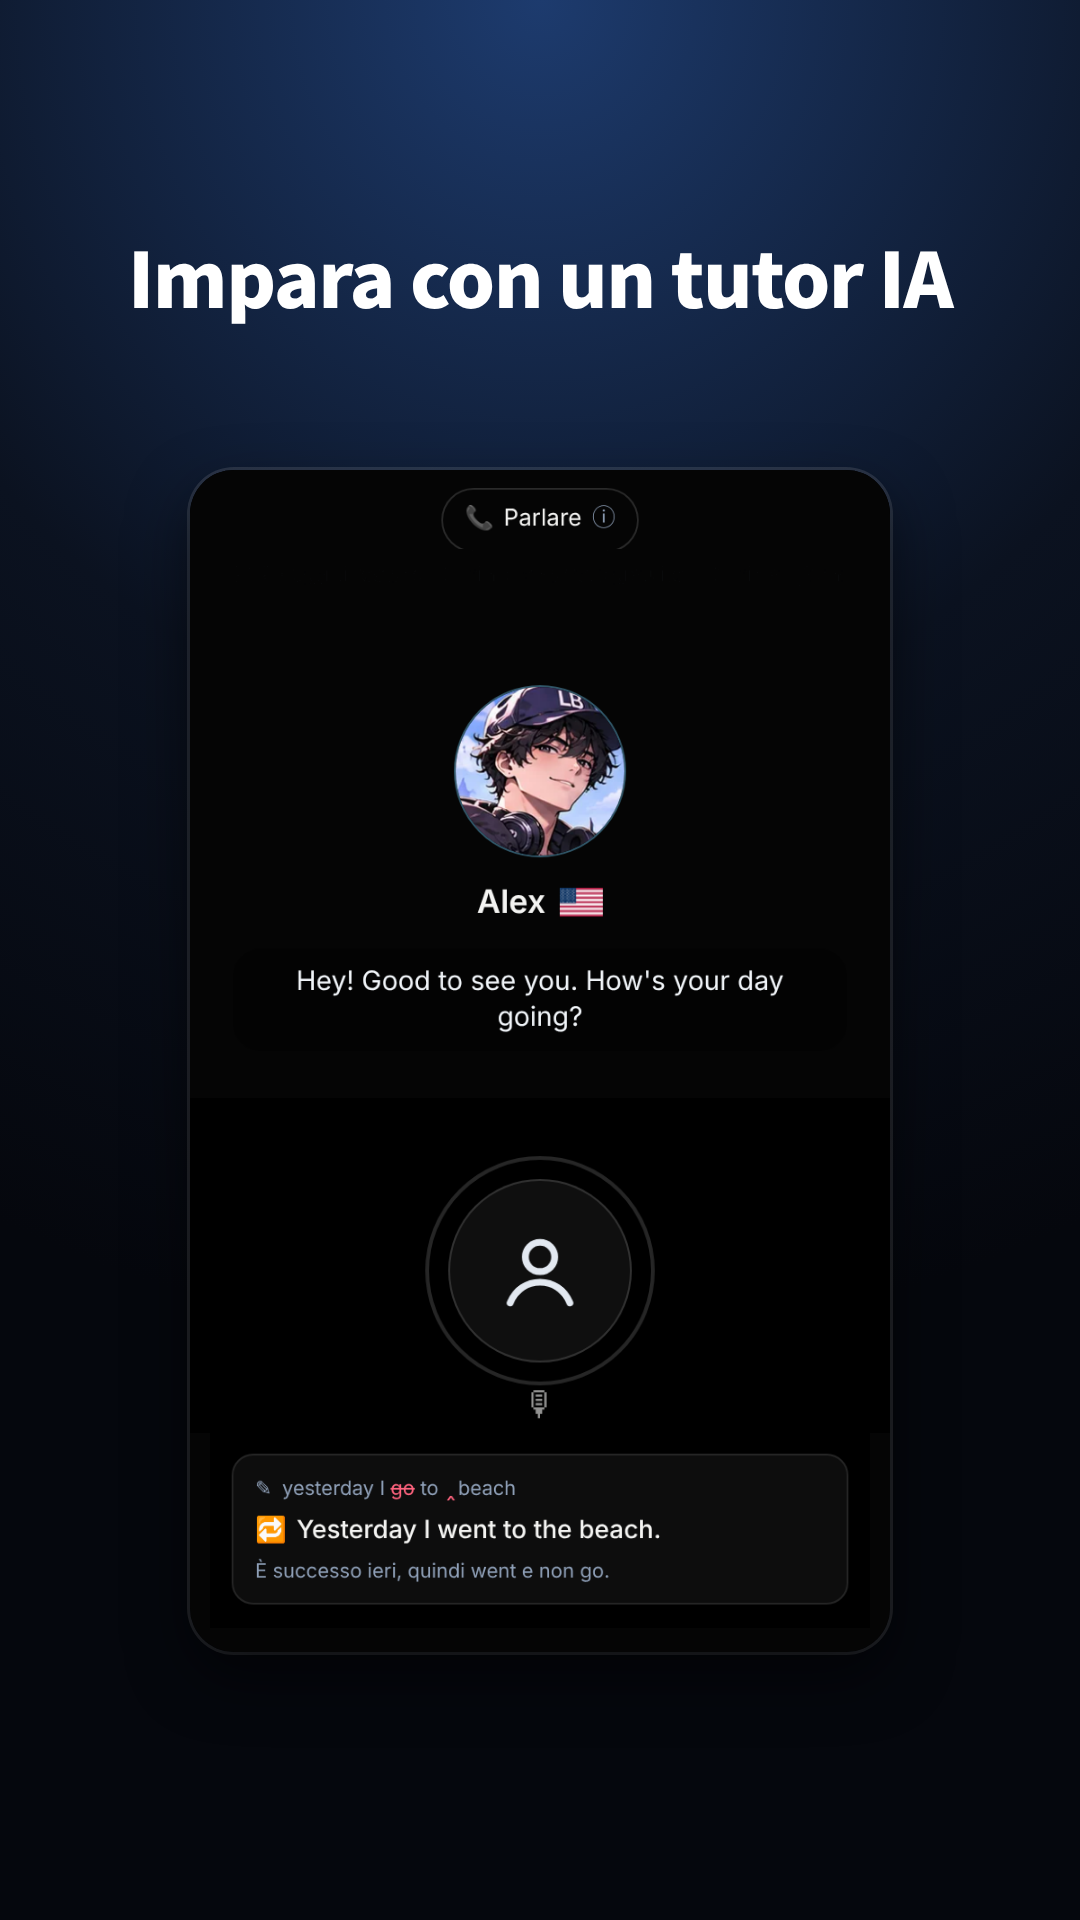 Impara con un tutor IA
📞 Parlare ⓘ
LB
Alex 🇺🇸
Hey! Good to see you. How's your day
going?
✎ yesterday I go to ‸beach
🔁 Yesterday I went to the beach.
È successo ieri, quindi went e non go.